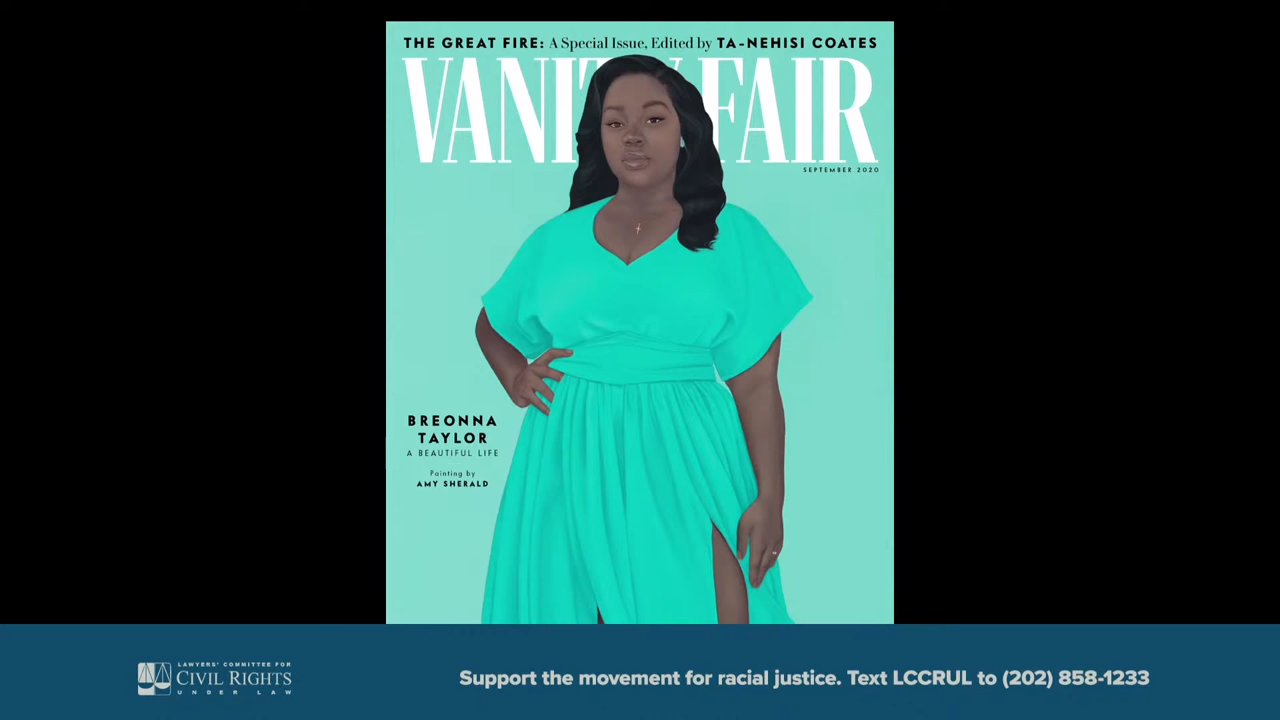 THE GREAT FIRE: A Special Issue, Edited by TA-NEHISI COATES
VANITY FAIR
SEPTEMBER 2020
BREONNA
TAYLOR
A BEAUTIFUL LIFE
Painting by
AMY SHERALD
LAWYERS' COMMITTEE FOR
CIVIL RIGHTS
UNDER LAW
Support the movement for racial justice. Text LCCRUL to (202) 858-1233